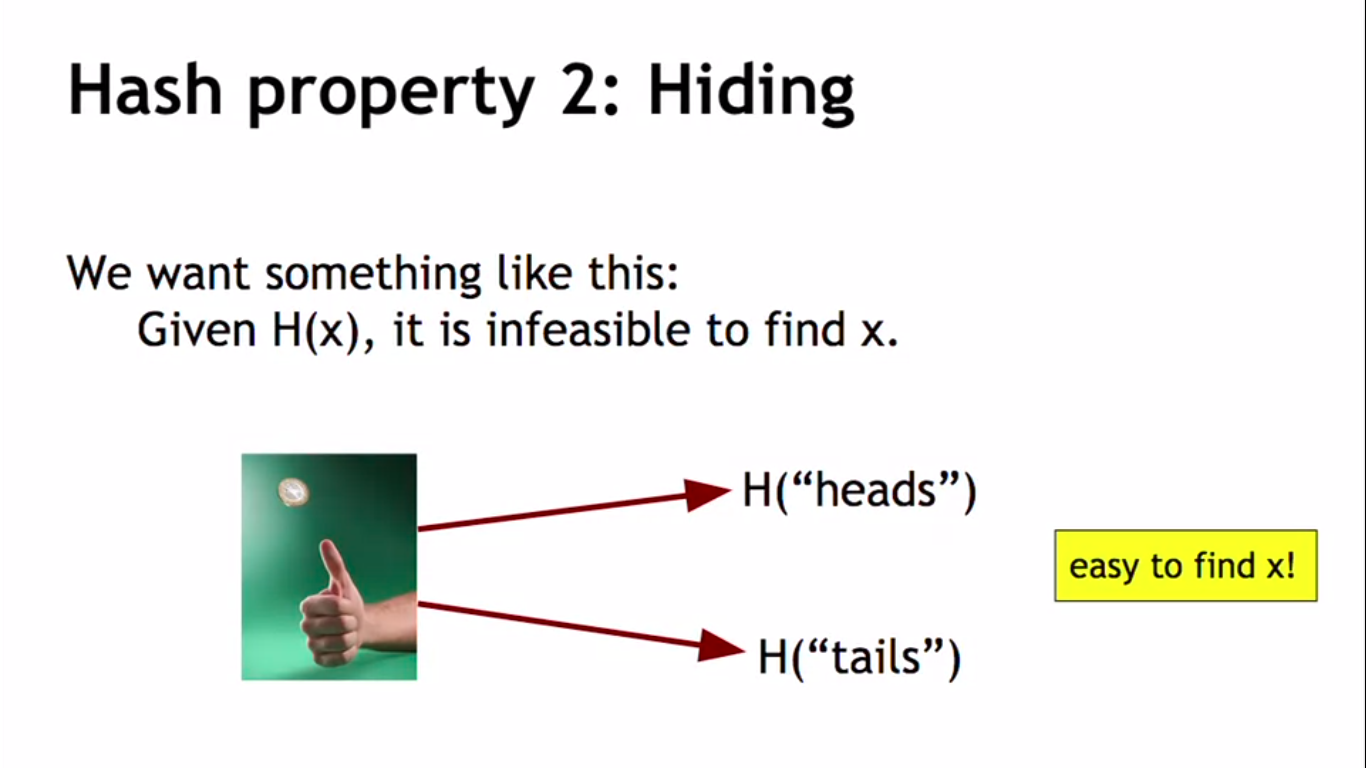 Hash property 2: Hiding
We want something like this:
Given H(x), it is infeasible to find x.
H(“heads”)
easy to find x!
H(“tails”)